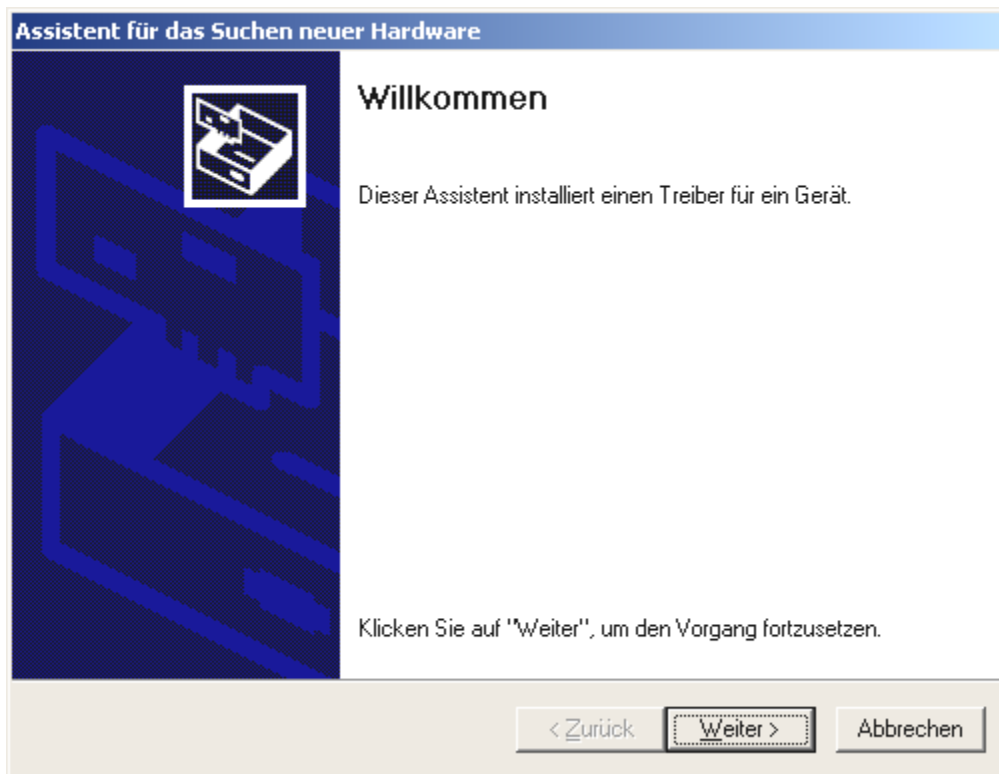 Assistent für das Suchen neuer Hardware
Willkommen
Dieser Assistent installiert einen Treiber für ein Gerät.
Klicken Sie auf "Weiter", um den Vorgang fortzusetzen.
< Zurück
Weiter >
Abbrechen